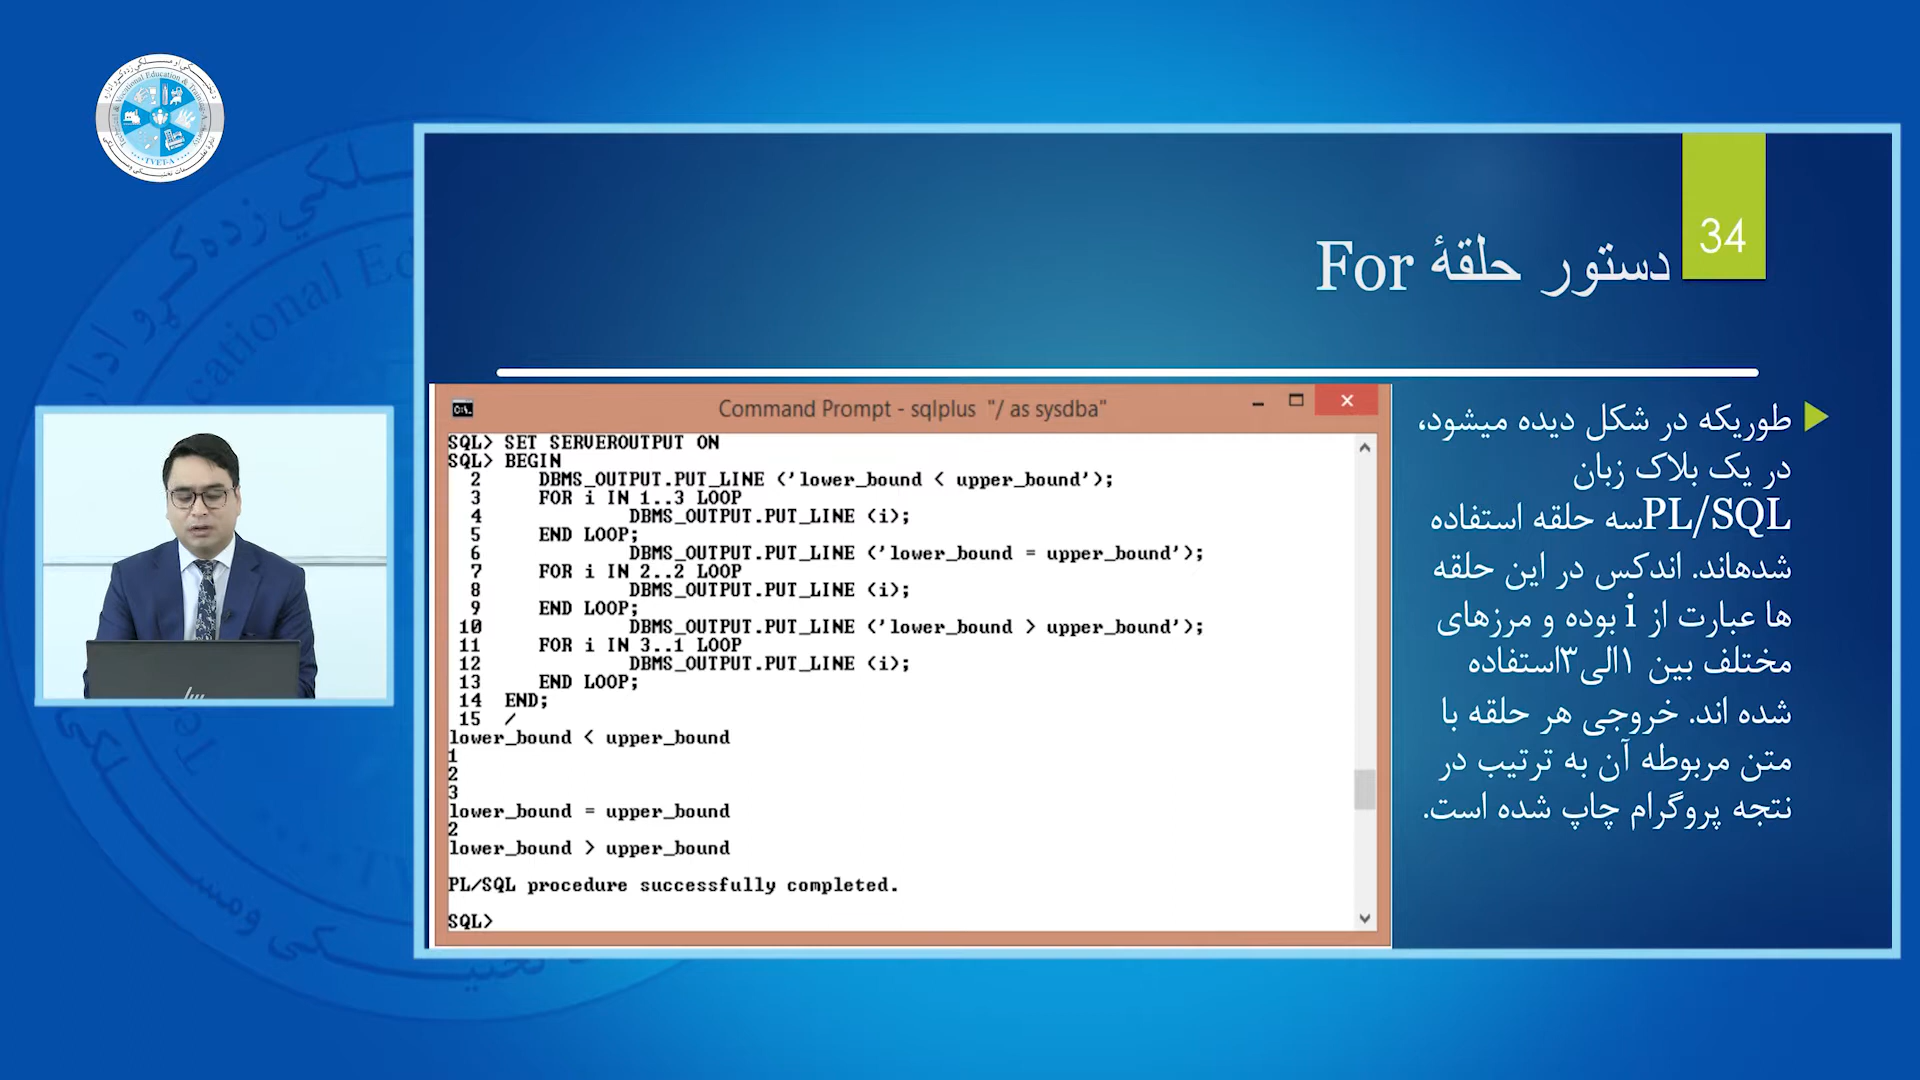 34
دستور حلقهٔ For
Command Prompt - sqlplus "/ as sysdba"
SQL> SET SERVEROUTPUT ON
SQL> BEGIN
2 DBMS_OUTPUT.PUT_LINE ('lower_bound < upper_bound');
3 FOR i IN 1..3 LOOP
4 DBMS_OUTPUT.PUT_LINE (i);
5 END LOOP;
6 DBMS_OUTPUT.PUT_LINE ('lower_bound = upper_bound');
7 FOR i IN 2..2 LOOP
8 DBMS_OUTPUT.PUT_LINE (i);
9 END LOOP;
10 DBMS_OUTPUT.PUT_LINE ('lower_bound > upper_bound');
11 FOR i IN 3..1 LOOP
12 DBMS_OUTPUT.PUT_LINE (i);
13 END LOOP;
14 END;
15 /
lower_bound < upper_bound
1
2
3
lower_bound = upper_bound
2
lower_bound > upper_bound
PL/SQL procedure successfully completed.
SQL>
طوریکه در شکل دیده میشود،
در یک بلاک زبان
PL/SQLسه حلقه استفاده
شدهاند. اندکس در این حلقه
ها عبارت از i بوده و مرزهای
مختلف بین ۱الی۳استفاده
شده اند. خروجی هر حلقه با
متن مربوطه آن به ترتیب در
نتجه پروگرام چاپ شده است.